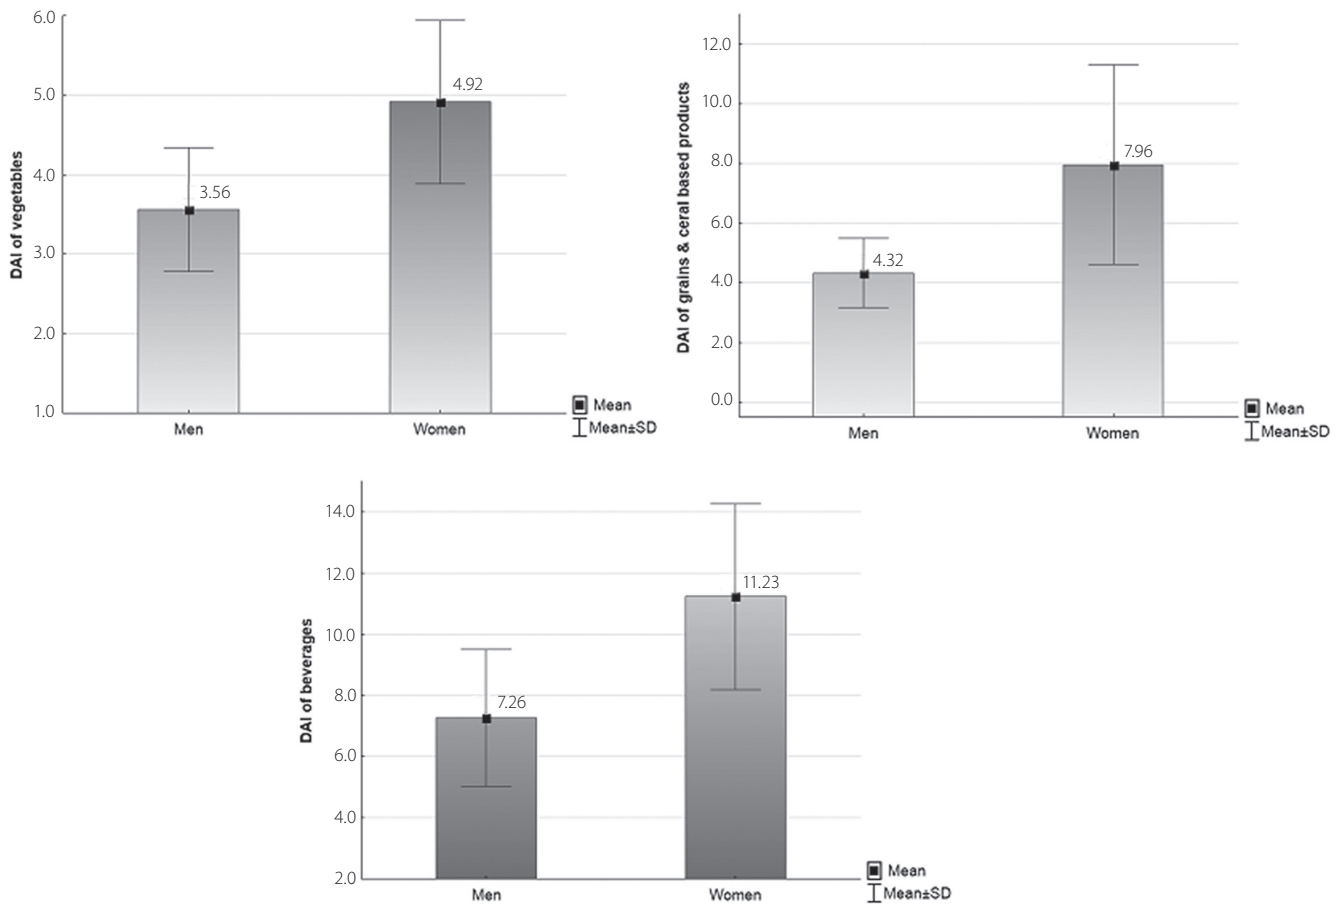 DAI of vegetables
6.0
5.0
4.0
3.0
2.0
1.0
3.56
4.92
Men
Women
Mean
Mean±SD
DAI of grains & ceral based products
12.0
10.0
8.0
6.0
4.0
2.0
0.0
4.32
7.96
Men
Women
Mean
Mean±SD
DAI of beverages
14.0
12.0
10.0
8.0
6.0
4.0
2.0
7.26
11.23
Men
Women
Mean
Mean±SD